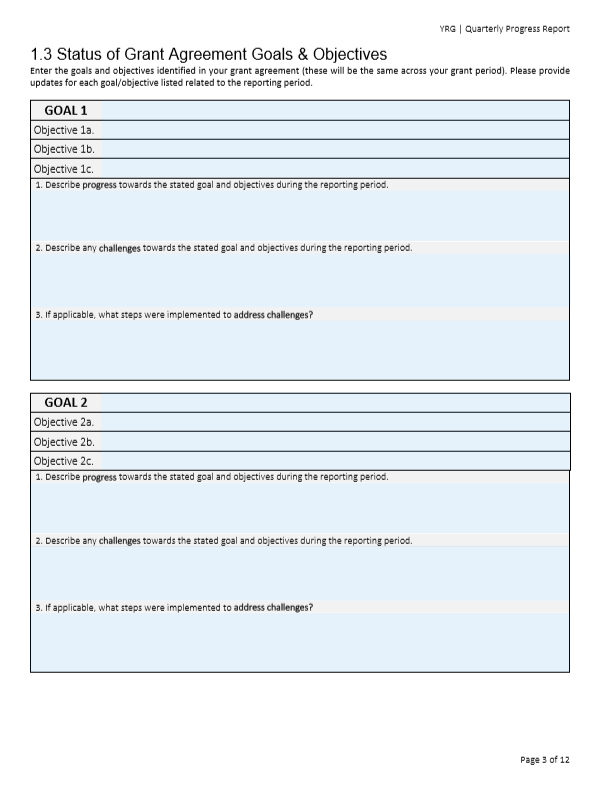 YRG | Quarterly Progress Report
1.3 Status of Grant Agreement Goals & Objectives
Enter the goals and objectives identified in your grant agreement (these will be the same across your grant period). Please provide
updates for each goal/objective listed related to the reporting period.
GOAL 1
Objective 1a.
Objective 1b.
Objective 1c.
1. Describe progress towards the stated goal and objectives during the reporting period.
2. Describe any challenges towards the stated goal and objectives during the reporting period.
3. If applicable, what steps were implemented to address challenges?
GOAL 2
Objective 2a.
Objective 2b.
Objective 2c.
1. Describe progress towards the stated goal and objectives during the reporting period.
2. Describe any challenges towards the stated goal and objectives during the reporting period.
3. If applicable, what steps were implemented to address challenges?
Page 3 of 12